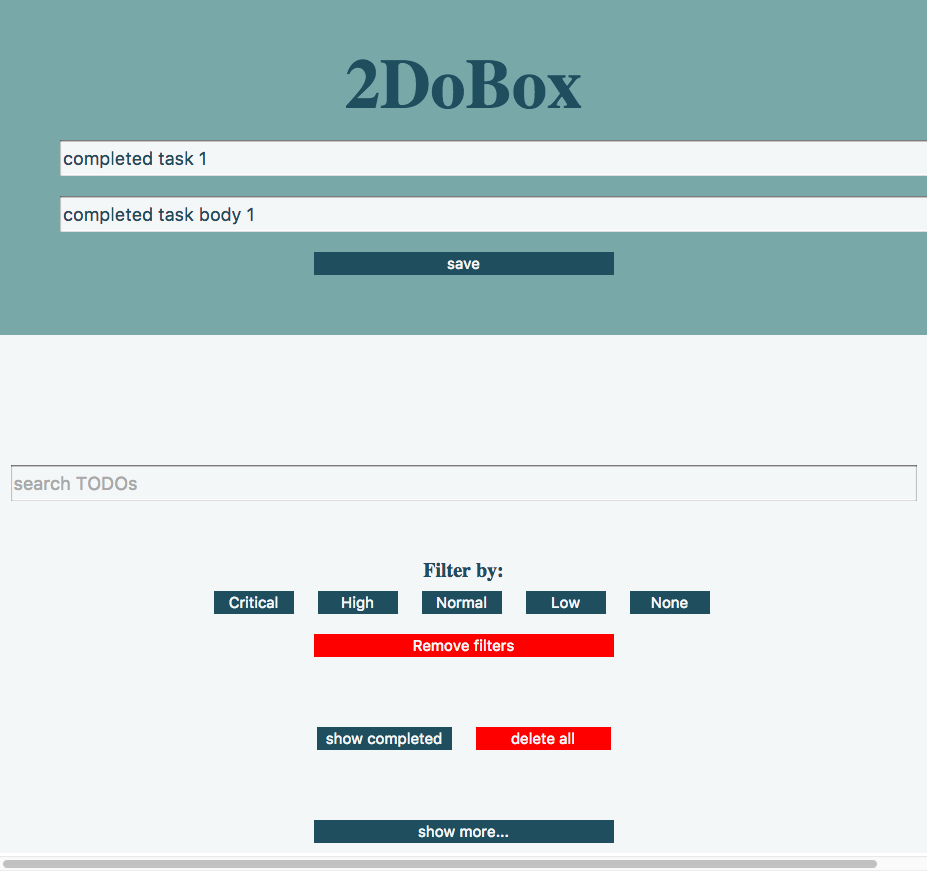 2DoBox
completed task 1
completed task body 1
save
search TODOs
Filter by:
Critical High Normal Low None
Remove filters
show completed delete all
show more...